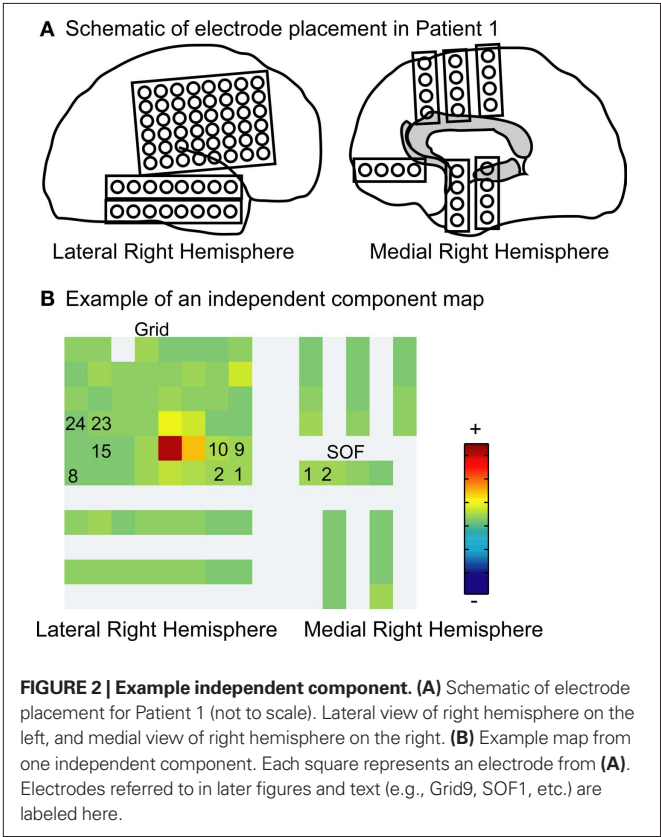 A Schematic of electrode placement in Patient 1
Lateral Right Hemisphere
Medial Right Hemisphere
B Example of an independent component map
Grid
24 23
15
10 9
8
2 1
SOF
1 2
+
-
Lateral Right Hemisphere
Medial Right Hemisphere
FIGURE 2 | Example independent component. (A) Schematic of electrode
placement for Patient 1 (not to scale). Lateral view of right hemisphere on the
left, and medial view of right hemisphere on the right. (B) Example map from
one independent component. Each square represents an electrode from (A).
Electrodes referred to in later figures and text (e.g., Grid9, SOF1, etc.) are
labeled here.